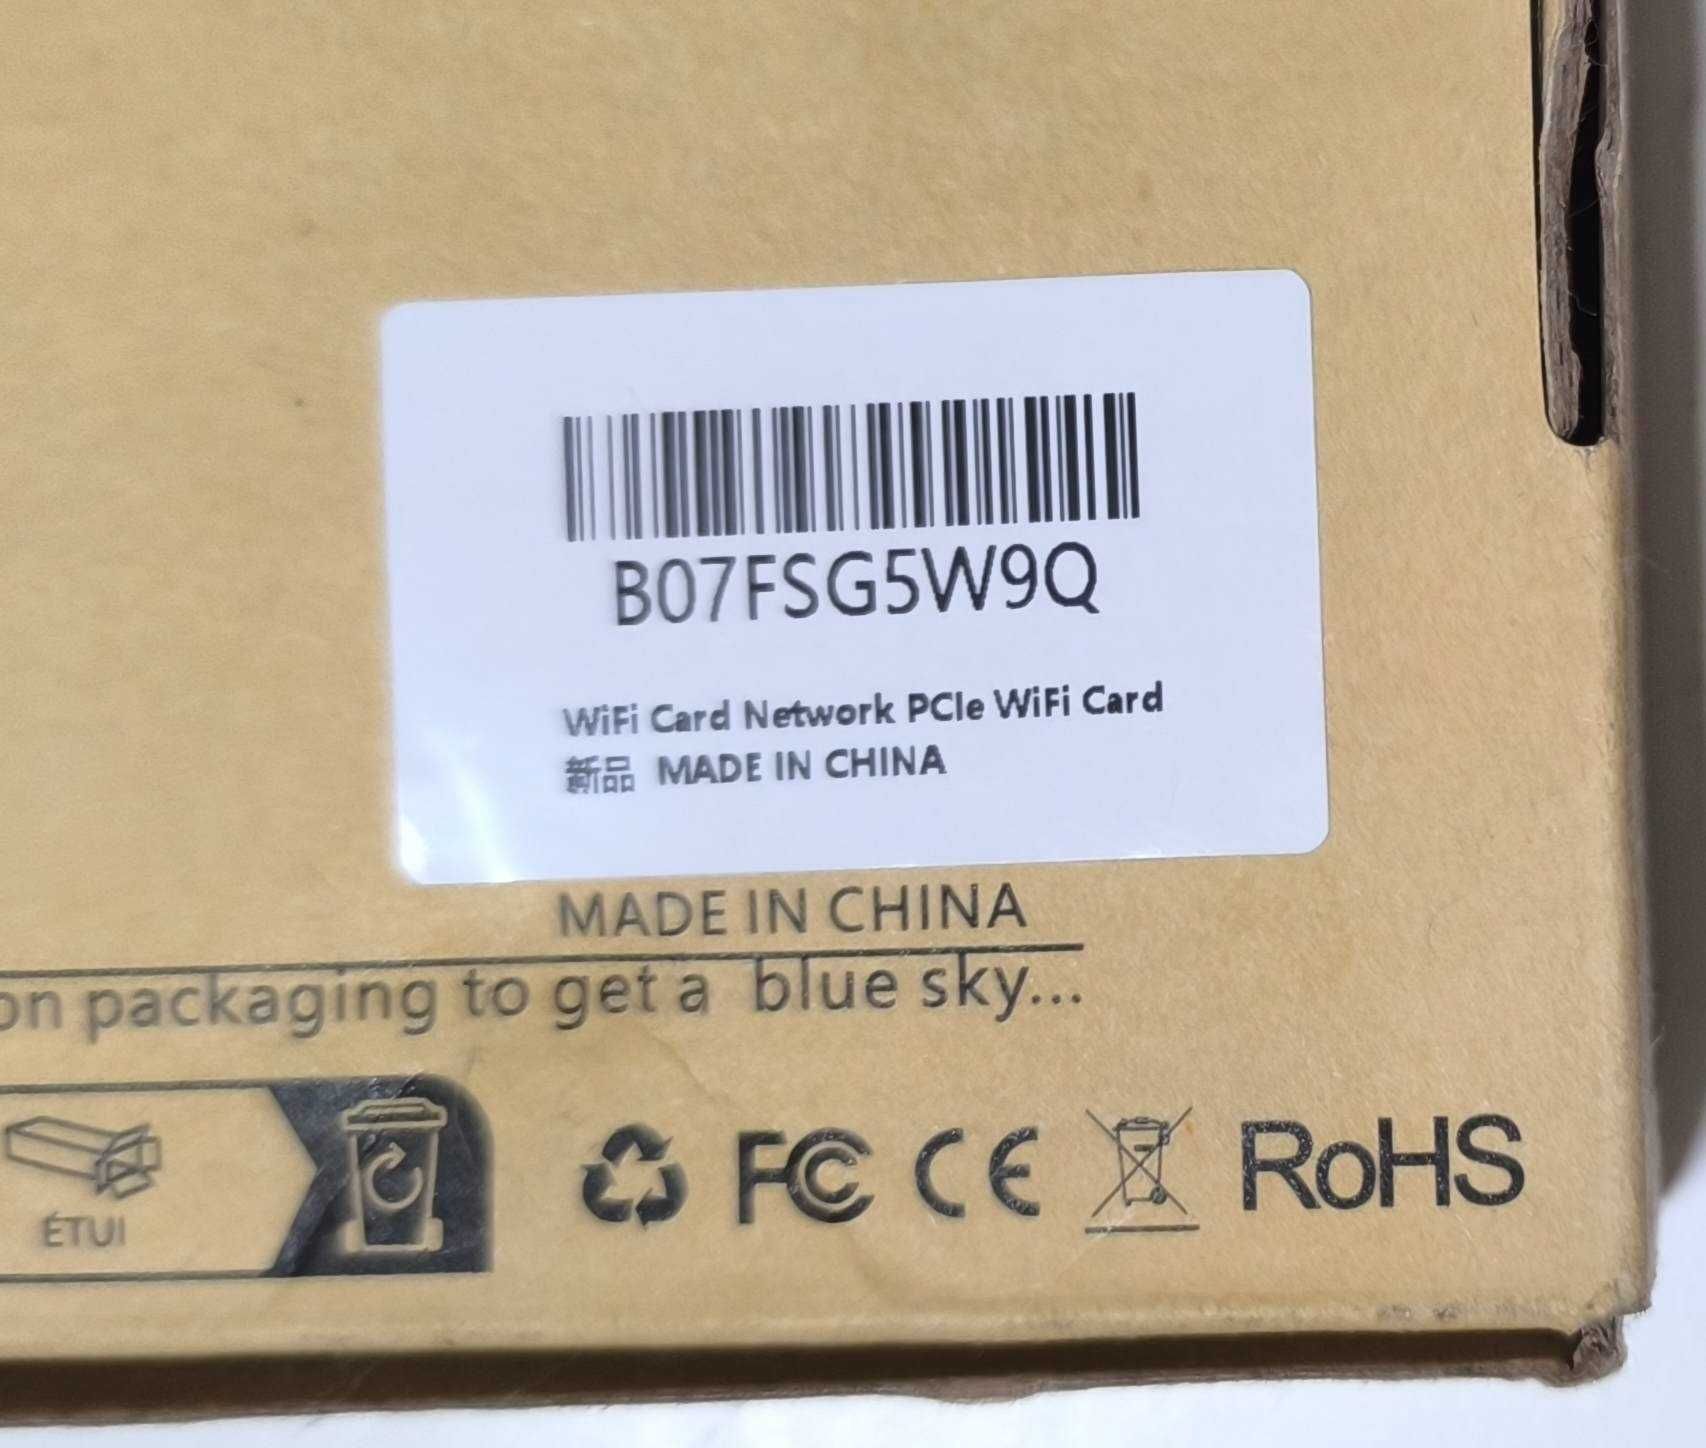 B07FSG5W9Q
WiFi Card Network PCIe WiFi Card
新品 MADE IN CHINA
MADE IN CHINA
on packaging to get a blue sky...
ÉTUI
FC CE RoHS